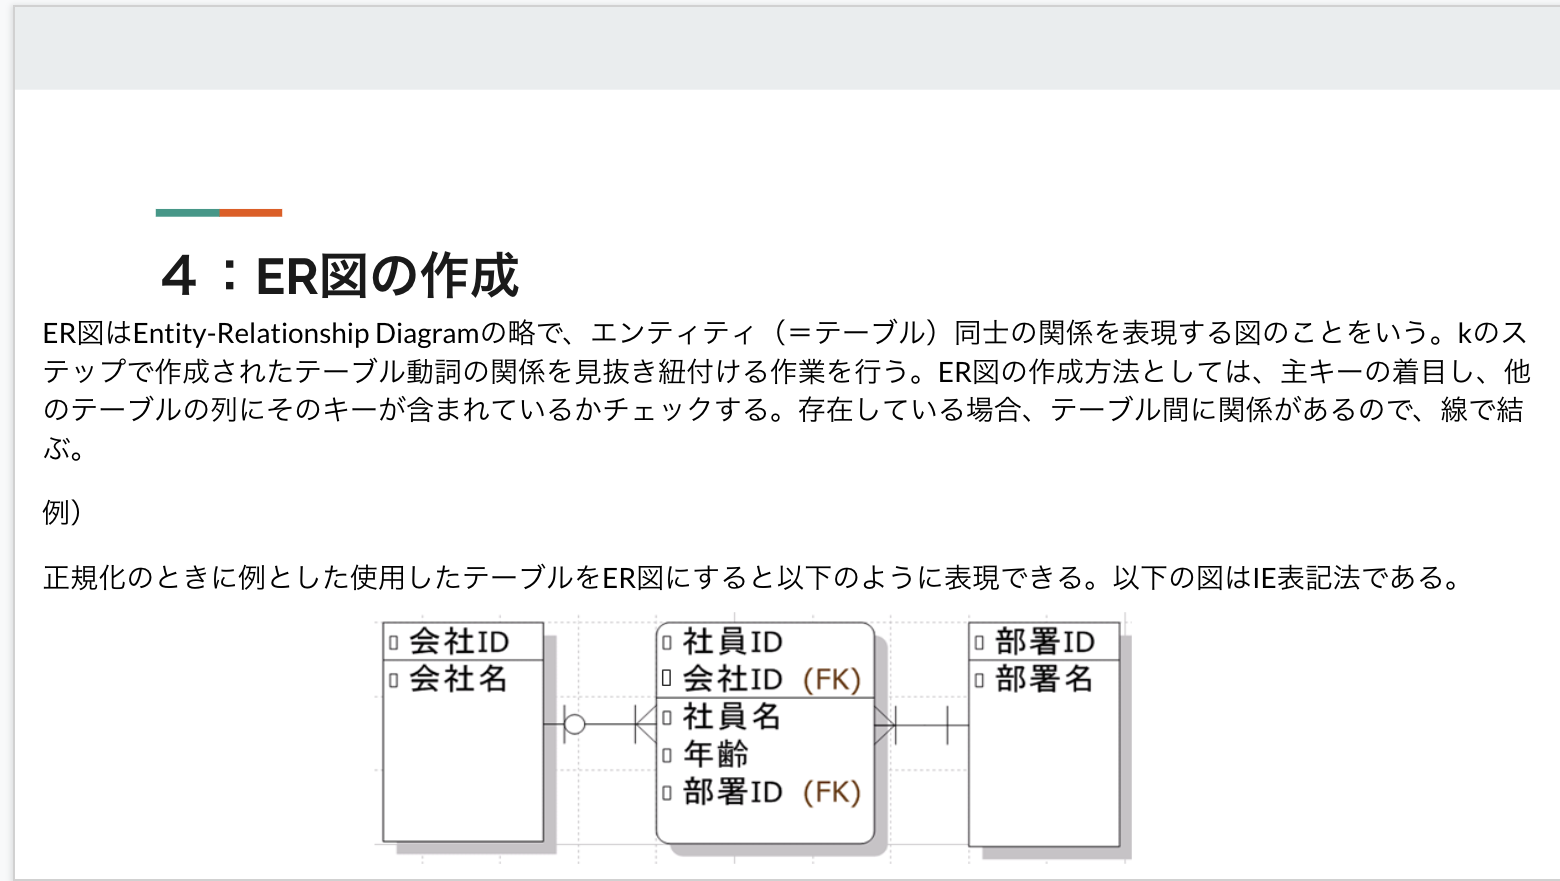 ４：ER図の作成
ER図はEntity-Relationship Diagramの略で、エンティティ（＝テーブル）同士の関係を表現する図のことをいう。kのス
テップで作成されたテーブル動詞の関係を見抜き紐付ける作業を行う。ER図の作成方法としては、主キーの着目し、他
のテーブルの列にそのキーが含まれているかチェックする。存在している場合、テーブル間に関係があるので、線で結
ぶ。
例）
正規化のときに例とした使用したテーブルをER図にすると以下のように表現できる。以下の図はIE表記法である。
会社ID
会社名
社員ID
会社ID (FK)
社員名
年齢
部署ID (FK)
部署ID
部署名